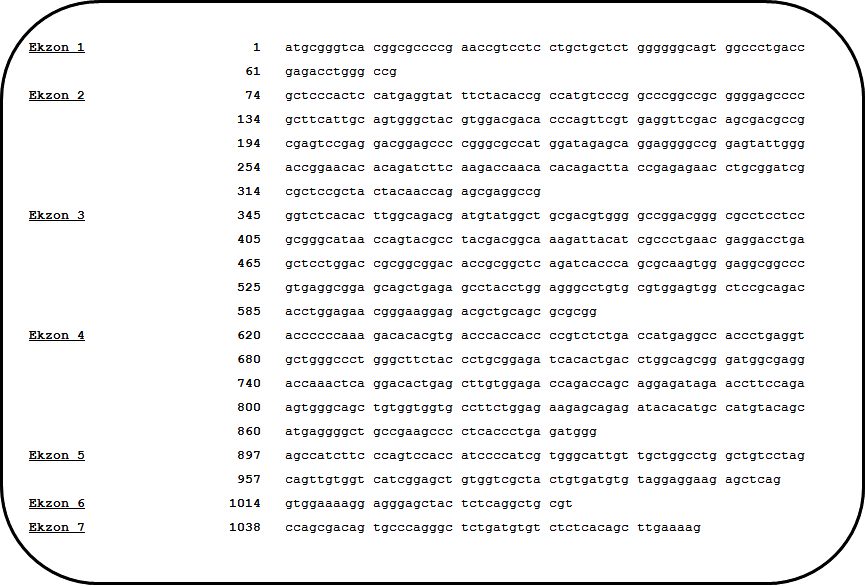 Ekzon 1 1 atgcgggtca cggcgccccg aaccgtcctc ctgctgctct ggggggcagt ggccctgacc
61 gagacctggg ccg
Ekzon 2 74 gctcccactc catgaggtat ttctacaccg ccatgtcccg gcccggccgc ggggagcccc
134 gcttcattgc agtgggctac gtggacgaca cccagttcgt gaggttcgac agcgacgccg
194 cgagtccgag gacggagccc cgggcgccat ggatagagca ggaggggccg gagtattggg
254 accggaacac acagatcttc aagaccaaca cacagactta ccgagagaac ctgcggatcg
314 cgctccgcta ctacaaccag agcgaggccg
Ekzon 3 345 ggtctcacac ttggcagacg atgtatggct gcgacgtggg gccggacggg cgcctcctcc
405 gcgggcataa ccagtacgcc tacgacggca aagattacat cgccctgaac gaggacctga
465 gctcctggac cgcggcggac accgcggctc agatcaccca gcgcaagtgg gaggcggccc
525 gtgaggcgga gcagctgaga gcctacctgg agggcctgtg cgtggagtgg ctccgcagac
585 acctggagaa cgggaaggag acgctgcagc gcgcgg
Ekzon 4 620 accccccaaa gacacacgtg acccaccacc ccgtctctga ccatgaggcc accctgaggt
680 gctgggccct gggcttctac cctgcggaga tcacactgac ctggcagcgg gatggcgagg
740 accaaactca ggacactgag cttgtggaga ccagaccagc aggagataga accttccaga
800 agtgggcagc tgtggtggtg ccttctggag aagagcagag atacacatgc catgtacagc
860 atgaggggct gccgaagccc ctcaccctga gatggg
Ekzon 5 897 agccatcttc ccagtccacc atccccatcg tgggcattgt tgctggcctg gctgtcctag
957 cagttgtggt catcggagct gtggtcgcta ctgtgatgtg taggaggaag agctcag
Ekzon 6 1014 gtggaaaagg agggagctac tctcaggctg cgt
Ekzon 7 1038 ccagcgacag tgcccagggc tctgatgtgt ctctcacagc ttgaaaag